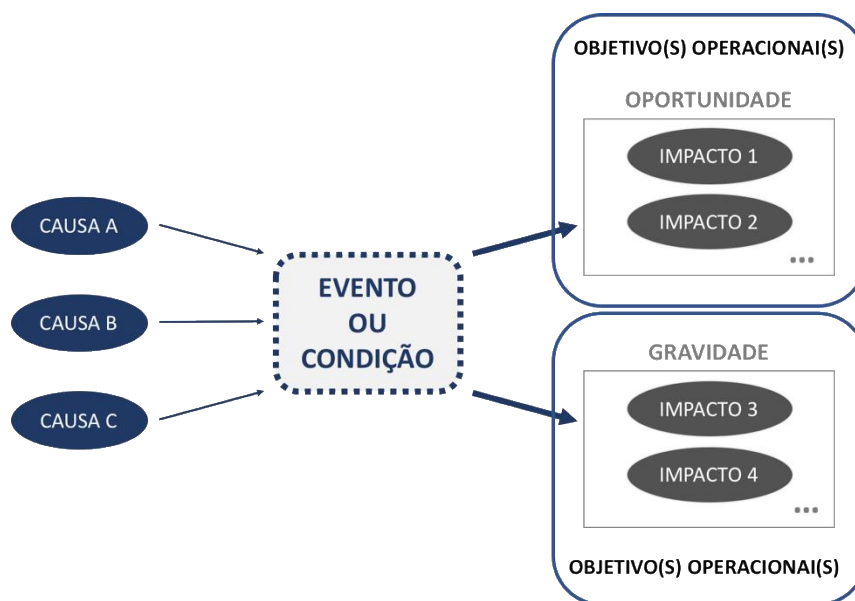 OBJETIVO(S) OPERACIONAI(S)
OPORTUNIDADE
IMPACTO 1
IMPACTO 2
...
CAUSA A
CAUSA B
CAUSA C
EVENTO
OU
CONDIÇÃO
GRAVIDADE
IMPACTO 3
IMPACTO 4
...
OBJETIVO(S) OPERACIONAI(S)